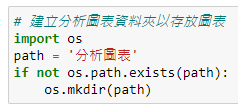 # 建立分析圖表資料夾以存放圖表
import os
path = '分析圖表'
if not os.path.exists(path):
    os.mkdir(path)